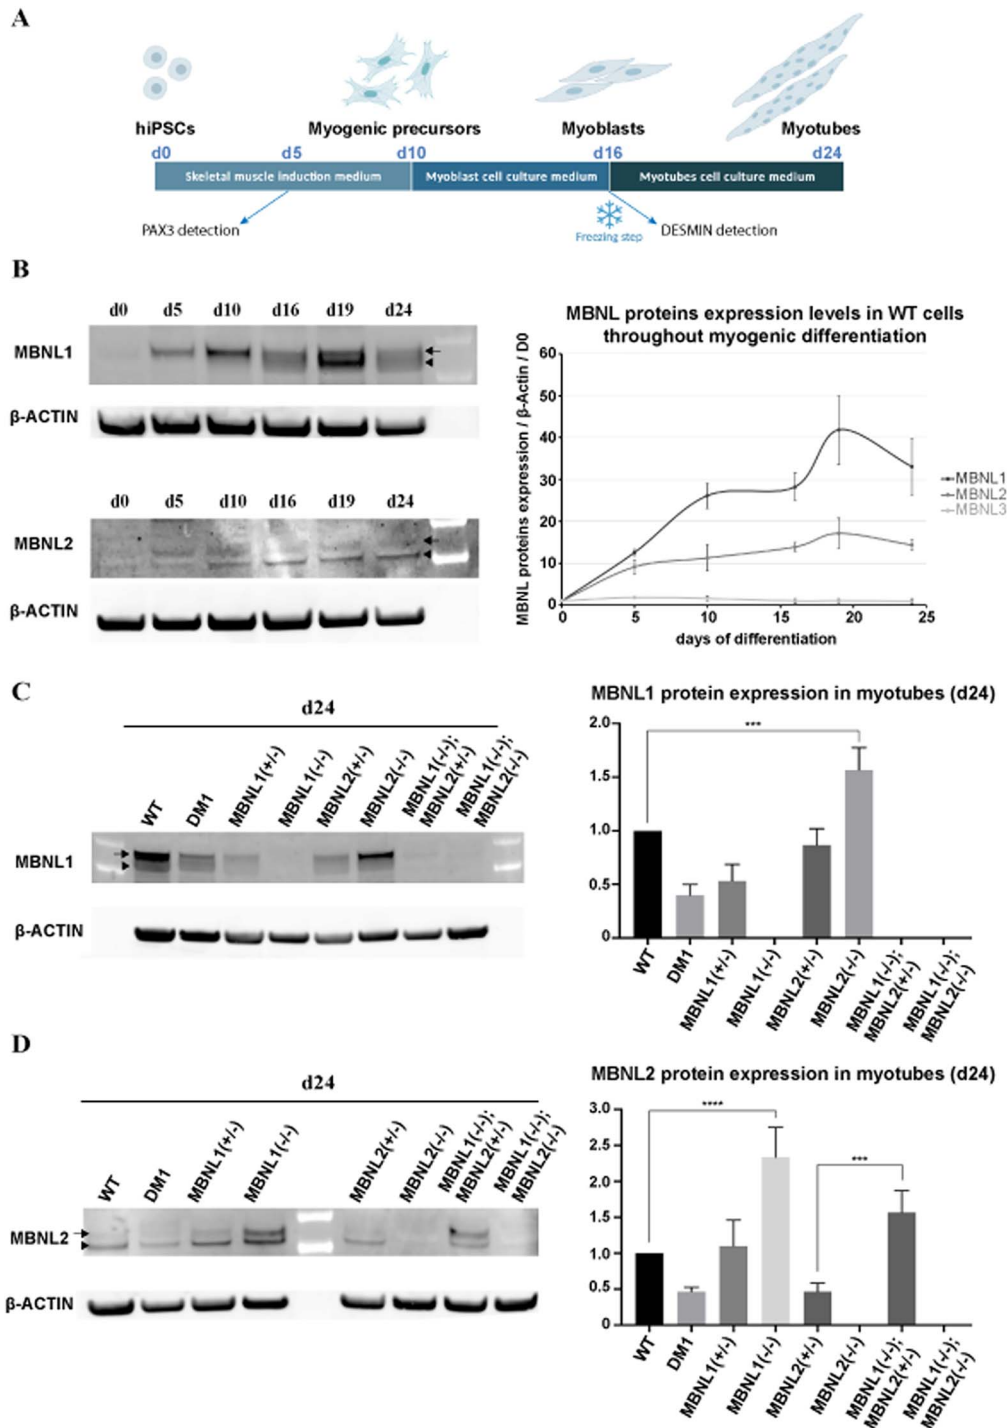 A
hiPSCs
Myogenic precursors
Myoblasts
Myotubes
d0
d5
d10
d16
d24
Skeletal muscle induction medium
Myoblast cell culture medium
Myotubes cell culture medium
PAX3 detection
Freezing step
DESMIN detection
B
d0 d5 d10 d16 d19 d24
MBNL1
β-ACTIN
d0 d5 d10 d16 d19 d24
MBNL2
β-ACTIN
MBNL proteins expression levels in WT cells
throughout myogenic differentiation
MBNL proteins expression / β-Actin / D0
60
50
40
30
20
10
0
0 5 10 15 20 25
days of differentiation
MBNL1
MBNL2
MBNL3
C
d24
WT
DM1
MBNL1(+/-)
MBNL1(-/-)
MBNL2(+/-)
MBNL2(-/-)
MBNL1(-/-);
MBNL2(+/-)
MBNL1(-/-);
MBNL2(-/-)
MBNL1
β-ACTIN
MBNL1 protein expression in myotubes (d24)
2.0
1.5
1.0
0.5
0
***
WT
DM1
MBNL1(+/-)
MBNL1(-/-)
MBNL2(+/-)
MBNL2(-/-)
MBNL1(-/-);
MBNL2(+/-)
MBNL1(-/-);
MBNL2(-/-)
D
d24
WT
DM1
MBNL1(+/-)
MBNL1(-/-)
MBNL2(+/-)
MBNL2(-/-)
MBNL1(-/-);
MBNL2(+/-)
MBNL1(-/-);
MBNL2(-/-)
MBNL2
β-ACTIN
MBNL2 protein expression in myotubes (d24)
3.0
2.5
2.0
1.5
1.0
0.5
0
****
***
WT
DM1
MBNL1(+/-)
MBNL1(-/-)
MBNL2(+/-)
MBNL2(-/-)
MBNL1(-/-);
MBNL2(+/-)
MBNL1(-/-);
MBNL2(-/-)